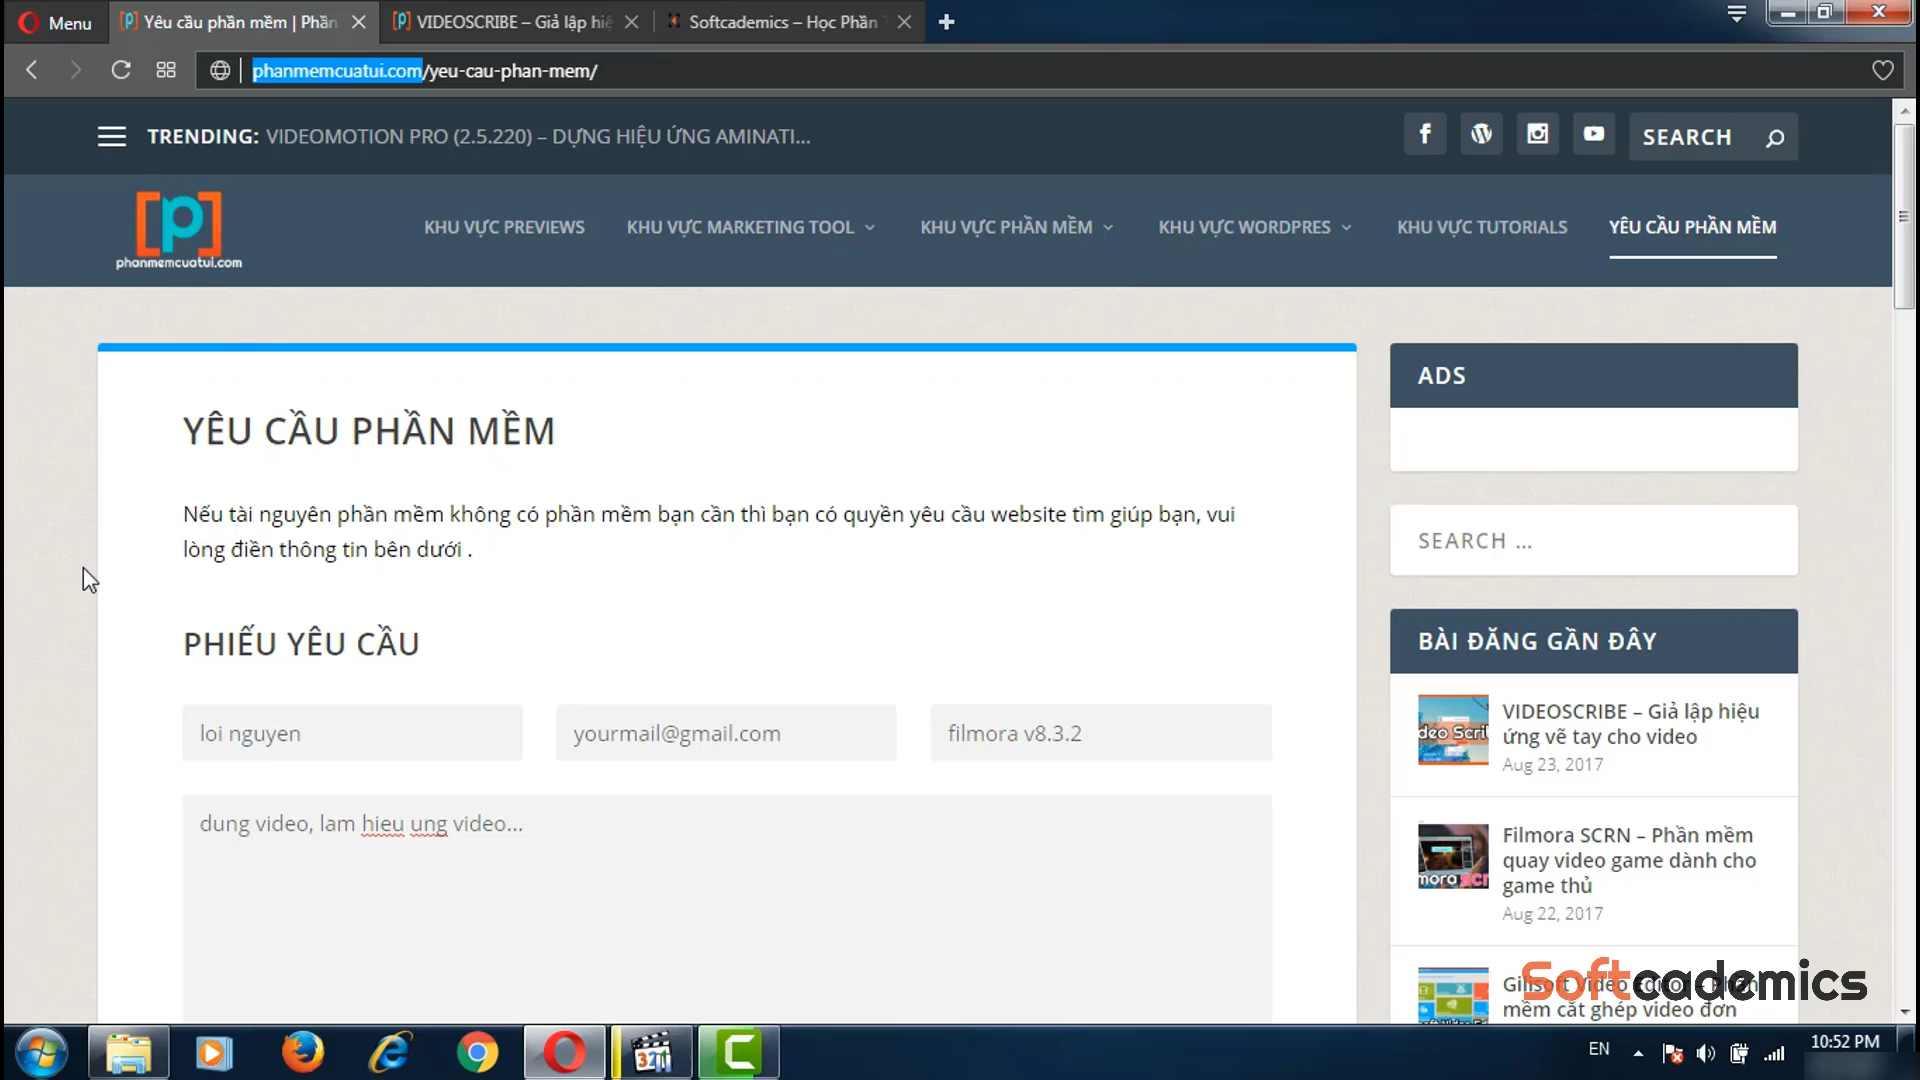 Menu
Yêu cầu phần mềm | Phần
VIDEOSCRIBE – Giả lập hiệ
Softcademics – Học Phần T
phanmemcuatui.com/yeu-cau-phan-mem/
TRENDING: VIDEOMOTION PRO (2.5.220) – DỰNG HIỆU ỨNG AMINATI...
SEARCH
[p]
phanmemcuatui.com
KHU VỰC PREVIEWS
KHU VỰC MARKETING TOOL
KHU VỰC PHẦN MỀM
KHU VỰC WORDPRES
KHU VỰC TUTORIALS
YÊU CẦU PHẦN MỀM
YÊU CẦU PHẦN MỀM
Nếu tài nguyên phần mềm không có phần mềm bạn cần thì bạn có quyền yêu cầu website tìm giúp bạn, vui
lòng điền thông tin bên dưới .
PHIẾU YÊU CẦU
loi nguyen
yourmail@gmail.com
filmora v8.3.2
dung video, lam hieu ung video...
ADS
SEARCH ...
BÀI ĐĂNG GẦN ĐÂY
VIDEOSCRIBE – Giả lập hiệu
ứng vẽ tay cho video
Aug 23, 2017
Filmora SCRN – Phần mềm
quay video game dành cho
game thủ
Aug 22, 2017
Gilisoft Video Editor – Phần
mềm cắt ghép video đơn
Softcademics
321
EN
10:52 PM